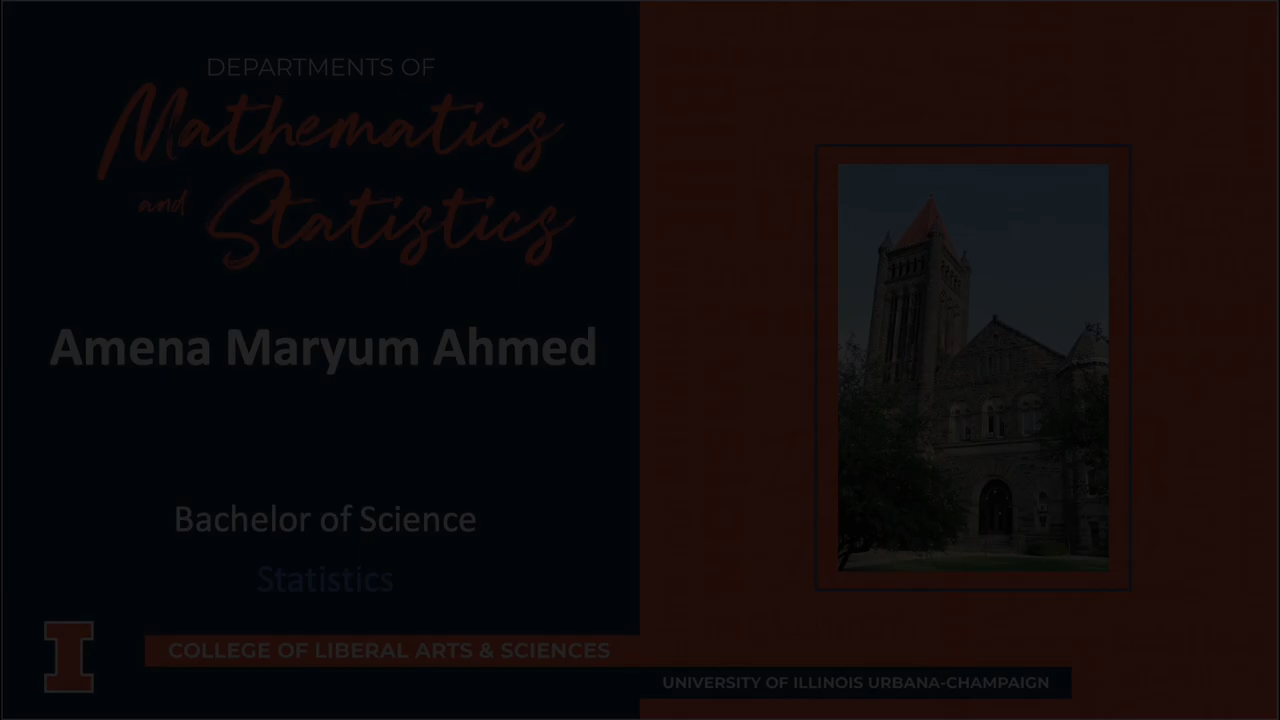 DEPARTMENTS OF
Mathematics
and Statistics
Amena Maryum Ahmed
Bachelor of Science
Statistics
I
COLLEGE OF LIBERAL ARTS & SCIENCES
UNIVERSITY OF ILLINOIS URBANA-CHAMPAIGN